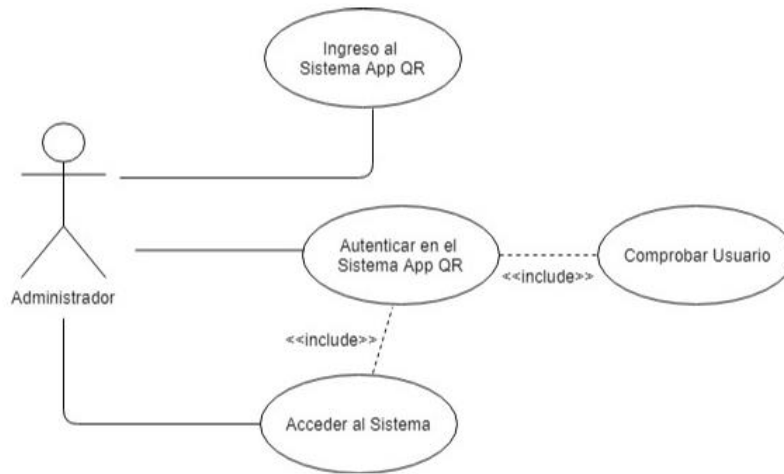 Ingreso al
Sistema App QR
Autenticar en el
Sistema App QR
<<include>>
Comprobar Usuario
Administrador
<<include>>
Acceder al Sistema